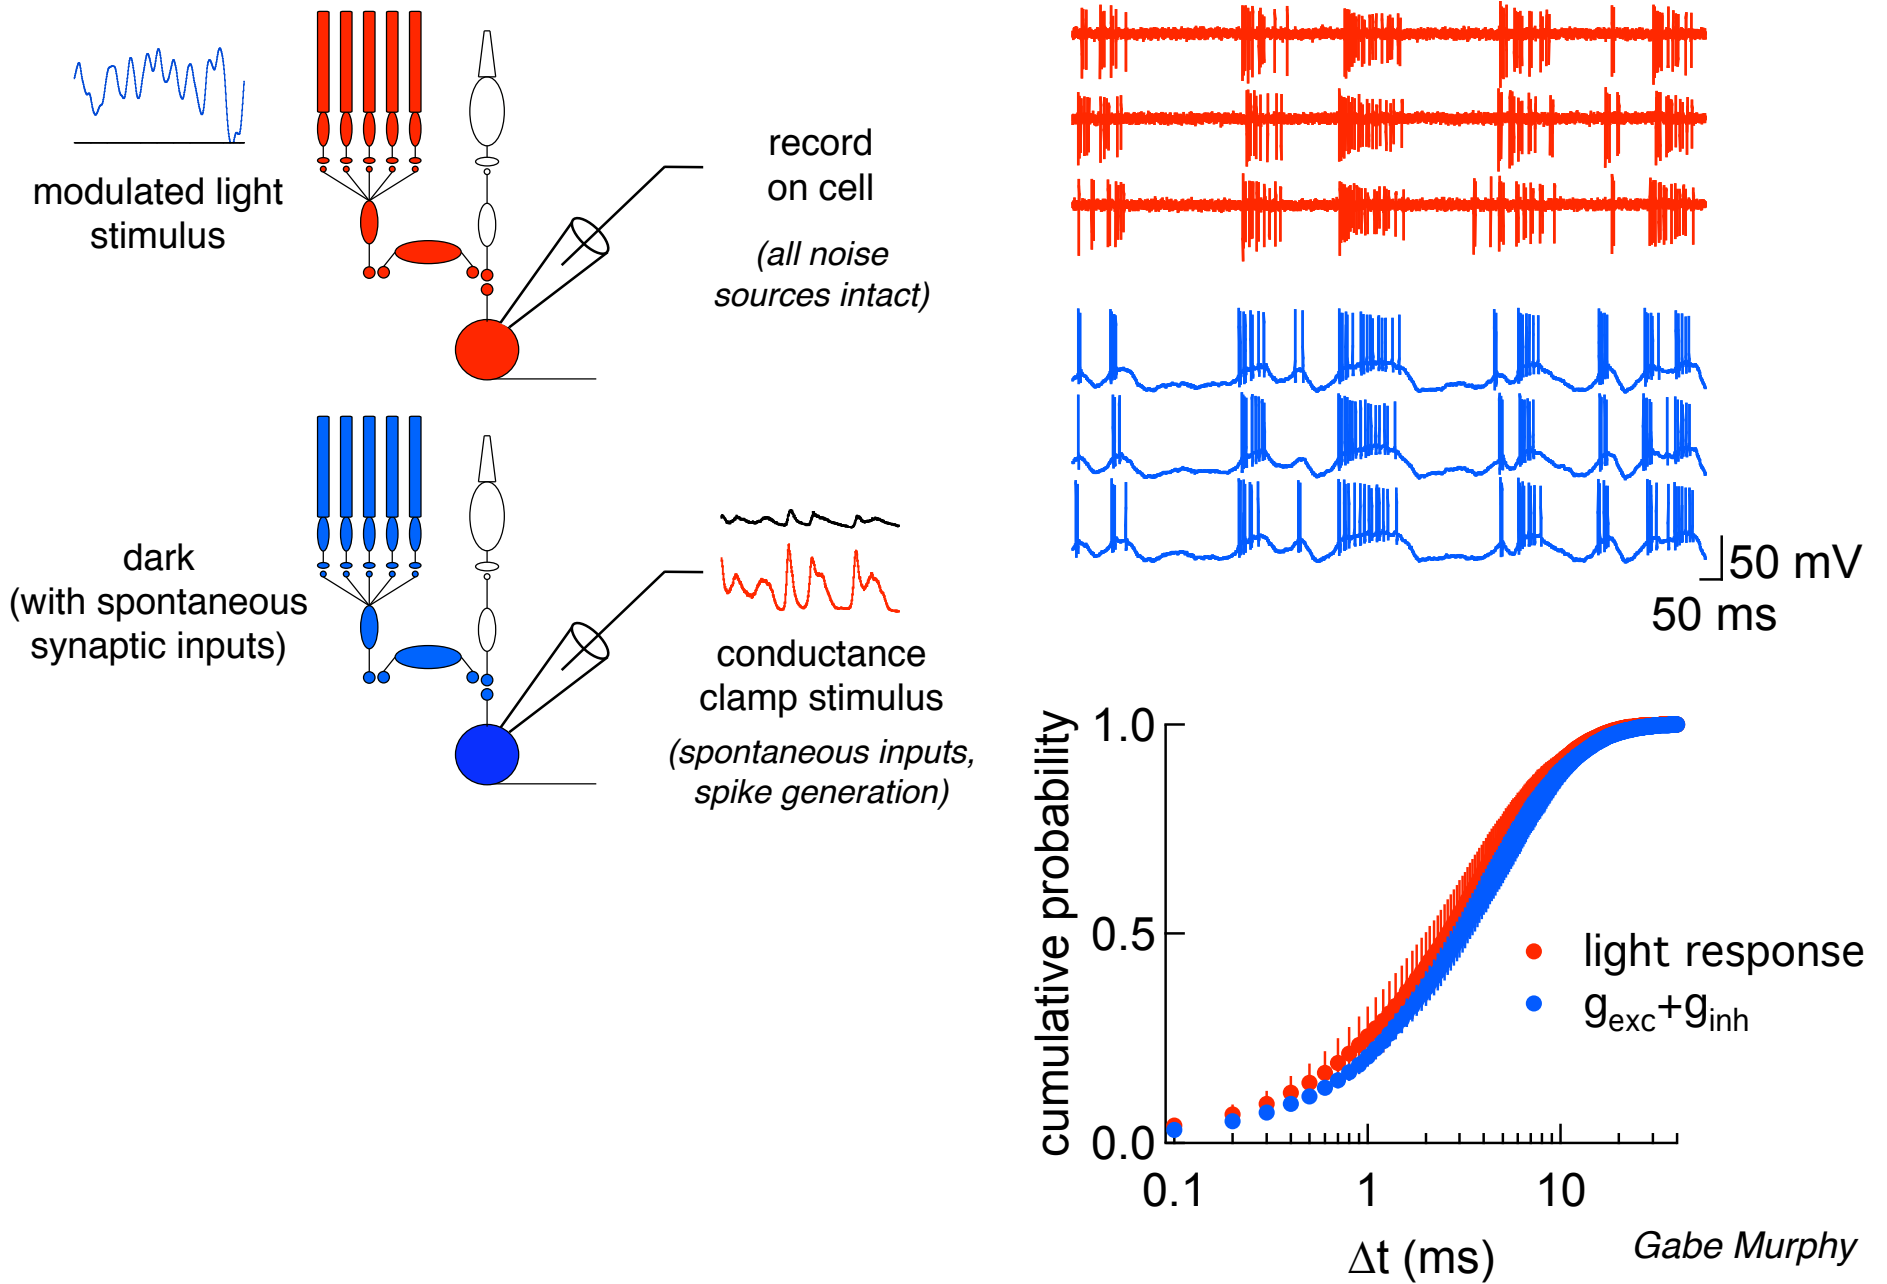 modulated light
stimulus
record
on cell
(all noise
sources intact)
dark
(with spontaneous
synaptic inputs)
conductance
clamp stimulus
(spontaneous inputs,
spike generation)
50 mV
50 ms
cumulative probability
1.0
0.5
0.0
0.1
1
10
Δt (ms)
light response
gexc+ginh
Gabe Murphy